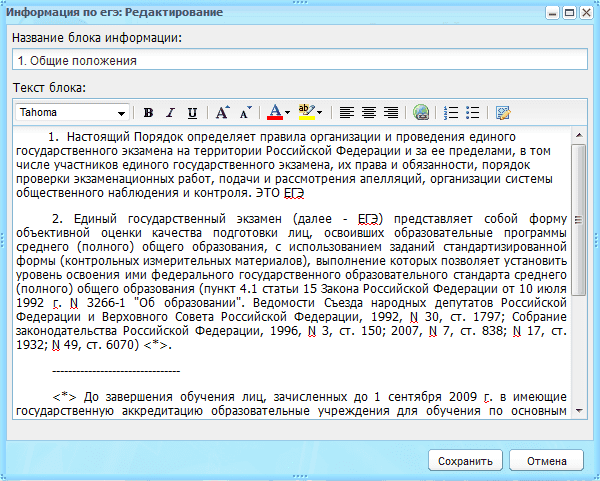 Информация по егэ: Редактирование
Название блока информации:
1. Общие положения
Текст блока:
Tahoma
B I U A A A ab
1. Настоящий Порядок определяет правила организации и проведения единого
государственного экзамена на территории Российской Федерации и за ее пределами, в том
числе участников единого государственного экзамена, их права и обязанности, порядок
проверки экзаменационных работ, подачи и рассмотрения апелляций, организации системы
общественного наблюдения и контроля. ЭТО ЕГЭ
2. Единый государственный экзамен (далее - ЕГЭ) представляет собой форму
объективной оценки качества подготовки лиц, освоивших образовательные программы
среднего (полного) общего образования, с использованием заданий стандартизированной
формы (контрольных измерительных материалов), выполнение которых позволяет установить
уровень освоения ими федерального государственного образовательного стандарта среднего
(полного) общего образования (пункт 4.1 статьи 15 Закона Российской Федерации от 10 июля
1992 г. N 3266-1 "Об образовании". Ведомости Съезда народных депутатов Российской
Федерации и Верховного Совета Российской Федерации, 1992, N 30, ст. 1797; Собрание
законодательства Российской Федерации, 1996, N 3, ст. 150; 2007, N 7, ст. 838; N 17, ст.
1932; N 49, ст. 6070) <*>.
--------------------------------
<*> До завершения обучения лиц, зачисленных до 1 сентября 2009 г. в имеющие
государственную аккредитацию образовательные учреждения для обучения по основным
Сохранить Отмена